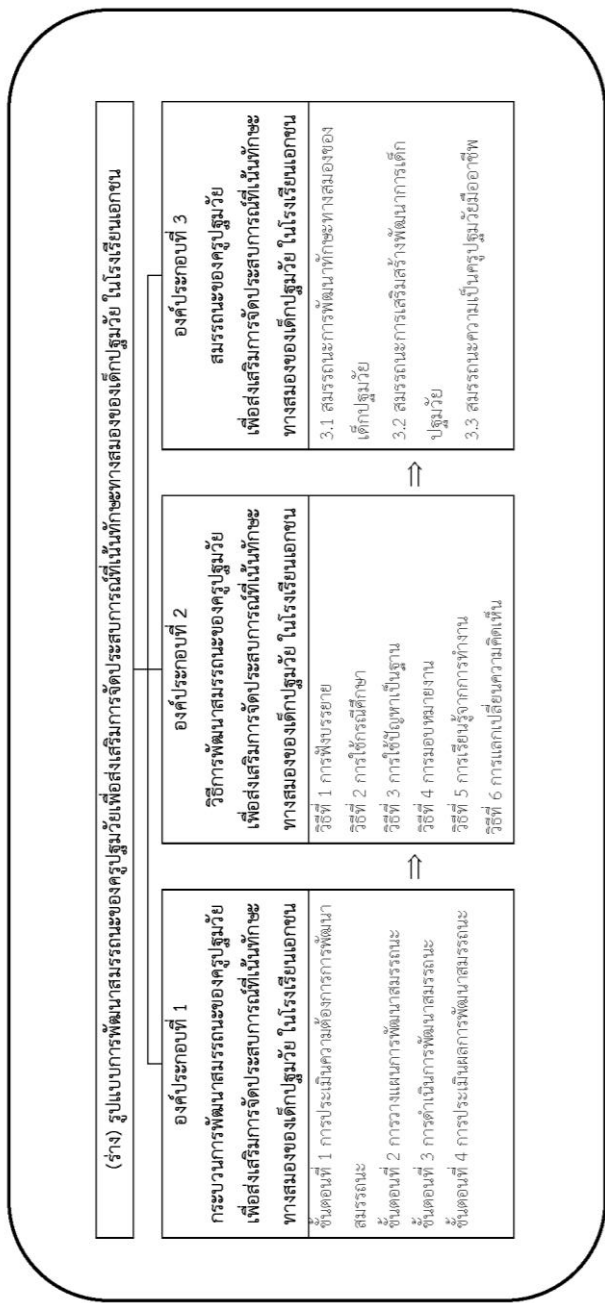 (ร่าง) รูปแบบการพัฒนาสมรรถนะของครูปฐมวัยเพื่อส่งเสริมการจัดประสบการณ์ที่เน้นทักษะทางสมองของเด็กปฐมวัย ในโรงเรียนเอกชน
องค์ประกอบที่ 1
กระบวนการพัฒนาสมรรถนะของครูปฐมวัย
เพื่อส่งเสริมการจัดประสบการณ์ที่เน้นทักษะ
ทางสมองของเด็กปฐมวัย ในโรงเรียนเอกชน
ขั้นตอนที่ 1 การประเมินความต้องการการพัฒนา
สมรรถนะ
ขั้นตอนที่ 2 การวางแผนการพัฒนาสมรรถนะ
ขั้นตอนที่ 3 การดำเนินการพัฒนาสมรรถนะ
ขั้นตอนที่ 4 การประเมินผลการพัฒนาสมรรถนะ
⇒
องค์ประกอบที่ 2
วิธีการพัฒนาสมรรถนะของครูปฐมวัย
เพื่อส่งเสริมการจัดประสบการณ์ที่เน้นทักษะ
ทางสมองของเด็กปฐมวัย ในโรงเรียนเอกชน
วิธีที่ 1 การฟังบรรยาย
วิธีที่ 2 การใช้กรณีศึกษา
วิธีที่ 3 การใช้ปัญหาเป็นฐาน
วิธีที่ 4 การมอบหมายงาน
วิธีที่ 5 การเรียนรู้จากการทำงาน
วิธีที่ 6 การแลกเปลี่ยนความคิดเห็น
⇒
องค์ประกอบที่ 3
สมรรถนะของครูปฐมวัย
เพื่อส่งเสริมการจัดประสบการณ์ที่เน้นทักษะ
ทางสมองของเด็กปฐมวัย ในโรงเรียนเอกชน
3.1 สมรรถนะการพัฒนาทักษะทางสมองของ
เด็กปฐมวัย
3.2 สมรรถนะการเสริมสร้างพัฒนาการเด็ก
ปฐมวัย
3.3 สมรรถนะความเป็นครูปฐมวัยมืออาชีพ